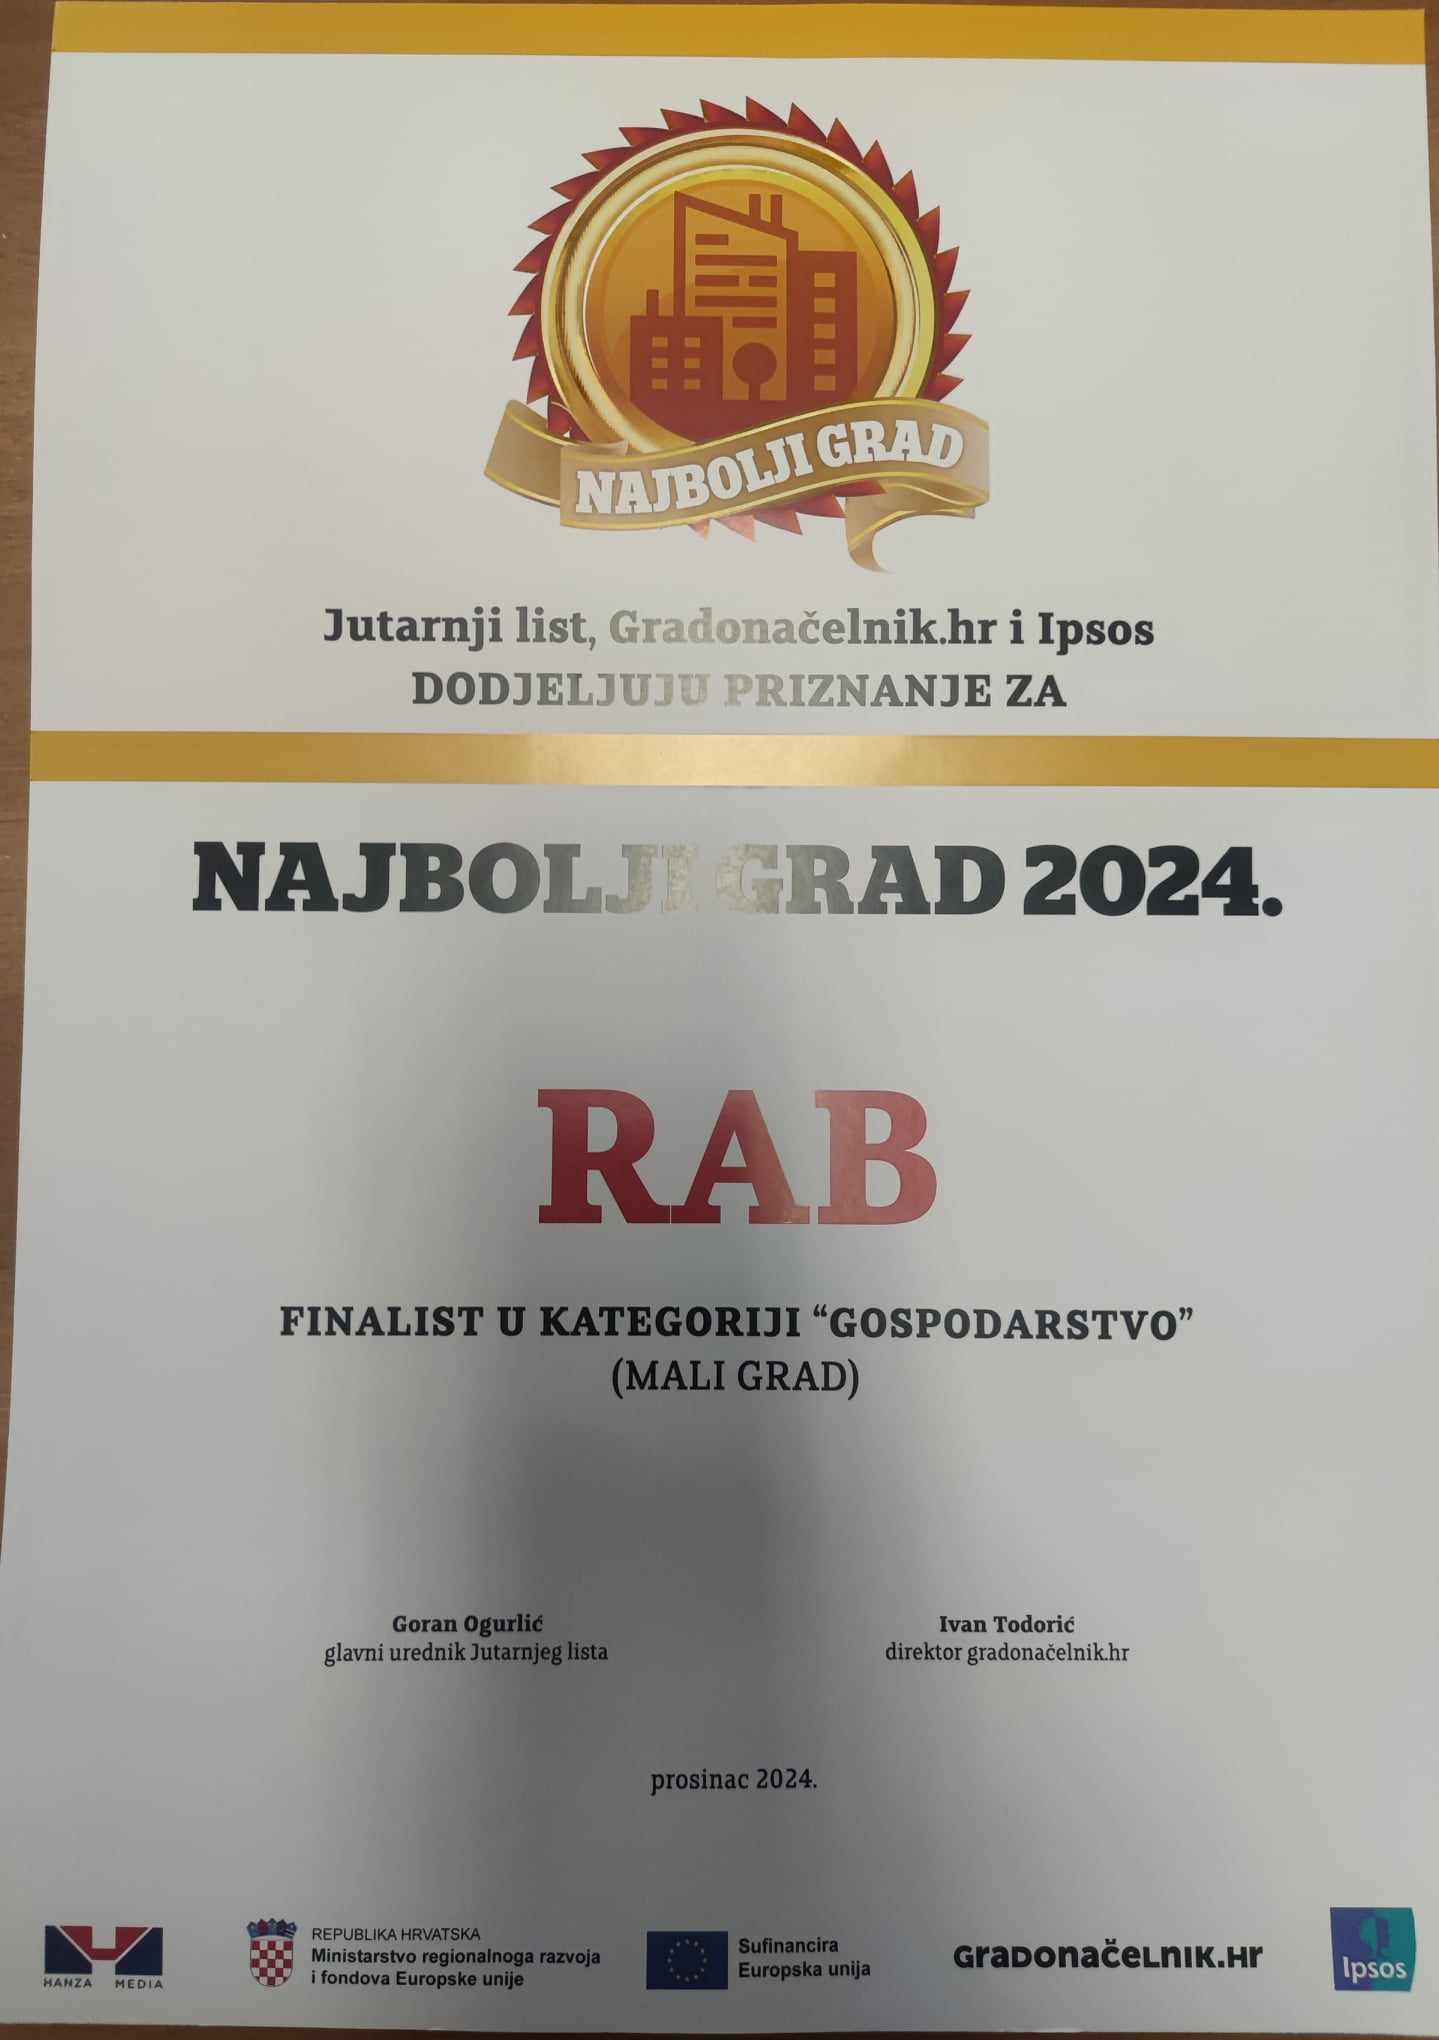 NAJBOLJI GRAD
Jutarnji list, Gradonačelnik.hr i Ipsos
DODJELJUJU PRIZNANJE ZA
NAJBOLJI GRAD 2024.
RAB
FINALIST U KATEGORIJI “GOSPODARSTVO”
(MALI GRAD)
Goran Ogurlić
glavni urednik Jutarnjeg lista
Ivan Todorić
direktor gradonačelnik.hr
prosinac 2024.
HANZA MEDIA
REPUBLIKA HRVATSKA
Ministarstvo regionalnoga razvoja
i fondova Europske unije
Sufinancira
Europska unija
GRADONAČELNIK.HR
Ipsos